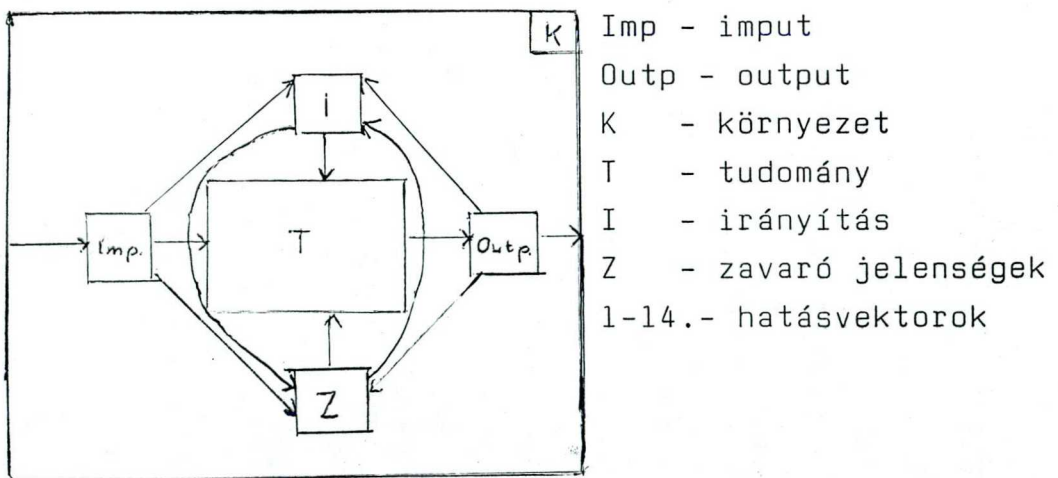 K
i
Imp.
T
Outp.
Z
Imp - imput
Outp - output
K - környezet
T - tudomány
I - irányítás
Z - zavaró jelenségek
1-14.- hatásvektorok